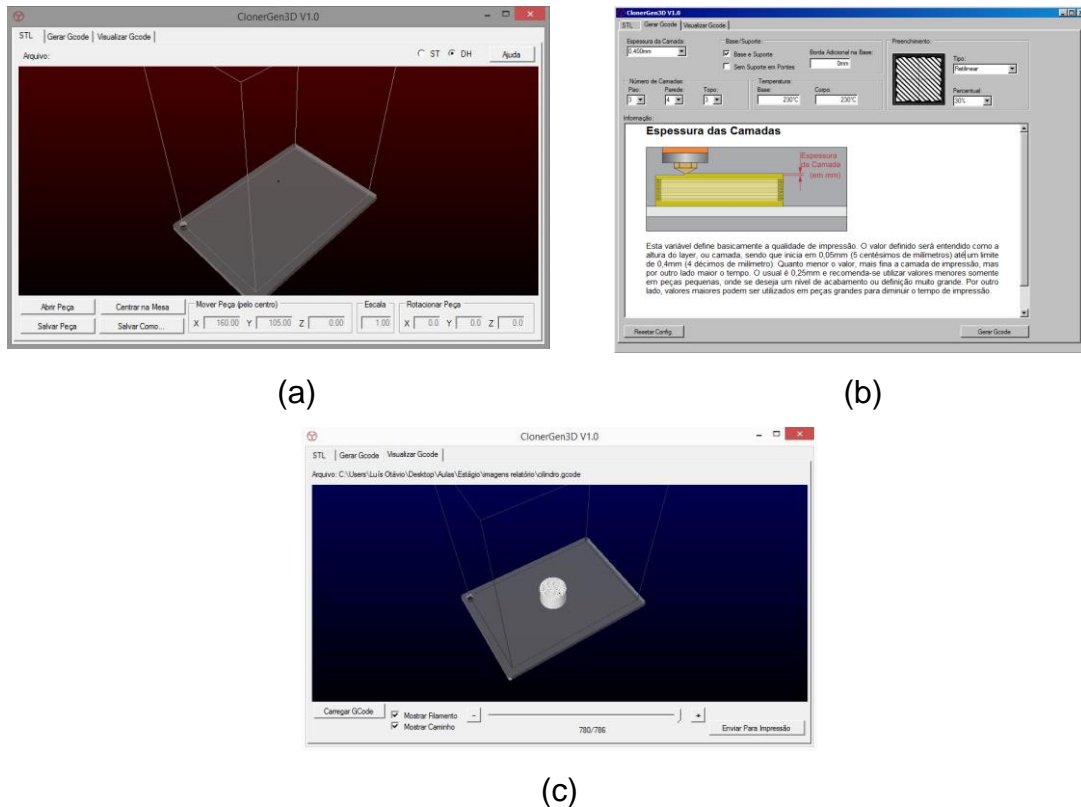 ClonerGen3D V1.0
STL Gerar Gcode Visualizar Gcode
Arquivo: ST DH Ajuda
Abrir Peça Centrar na Mesa Mover Peça (pelo centro) Escala Rotacionar Peça
Salvar Peça Salvar Como... X 160.00 Y 105.00 Z 0.00 1.00 X 0.0 Y 0.0 Z 0.0
(a)
ClonerGen3D V1.0
STL Gerar Gcode Visualizar Gcode
Espessura da Camada: Base/Suporte: Preenchimento:
0.400mm Base e Suporte Borda Adicional na Base: Tipo:
Sem Suporte em Pontes 0mm Retilinear
Número de Camadas: Temperatura:
Piso: Parede: Topo: Base: Corpo: Percentual:
3 4 3 230°C 230°C 30%
Informação:
Espessura das Camadas
Espessura
da Camada
(em mm)
Esta variável define basicamente a qualidade de impressão. O valor definido será entendido como a
altura do layer, ou camada, sendo que inicia em 0,05mm (5 centésimos de milímetros) até um limite
de 0,4mm (4 décimos de milímetro). Quanto menor o valor, mais fina a camada de impressão, mas
por outro lado maior o tempo. O usual é 0,25mm e recomenda-se utilizar valores menores somente
em peças pequenas, onde se deseja um nível de acabamento ou definição muito grande. Por outro
lado, valores maiores podem ser utilizados em peças grandes para diminuir o tempo de impressão.
Resetar Config. Gerar Gcode
(b)
ClonerGen3D V1.0
STL Gerar Gcode Visualizar Gcode
Arquivo: C:\Users\Luís Otávio\Desktop\Aulas\Estágio\imagens relatório\cilindro.gcode
Carregar GCode Mostrar Filamento - +
Mostrar Caminho 780/786 Enviar Para Impressão
(c)